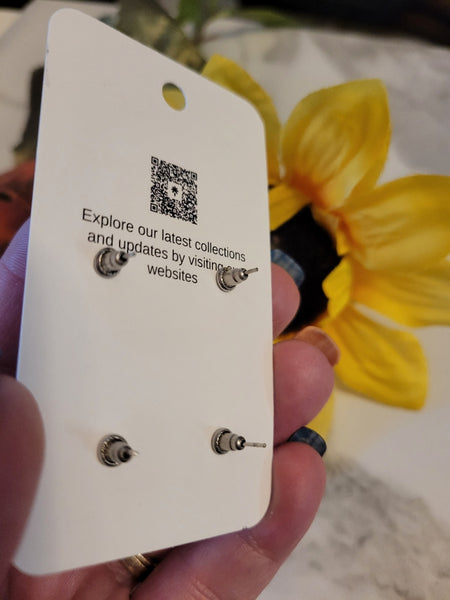 Explore our latest collections
and updates by visiting
websites